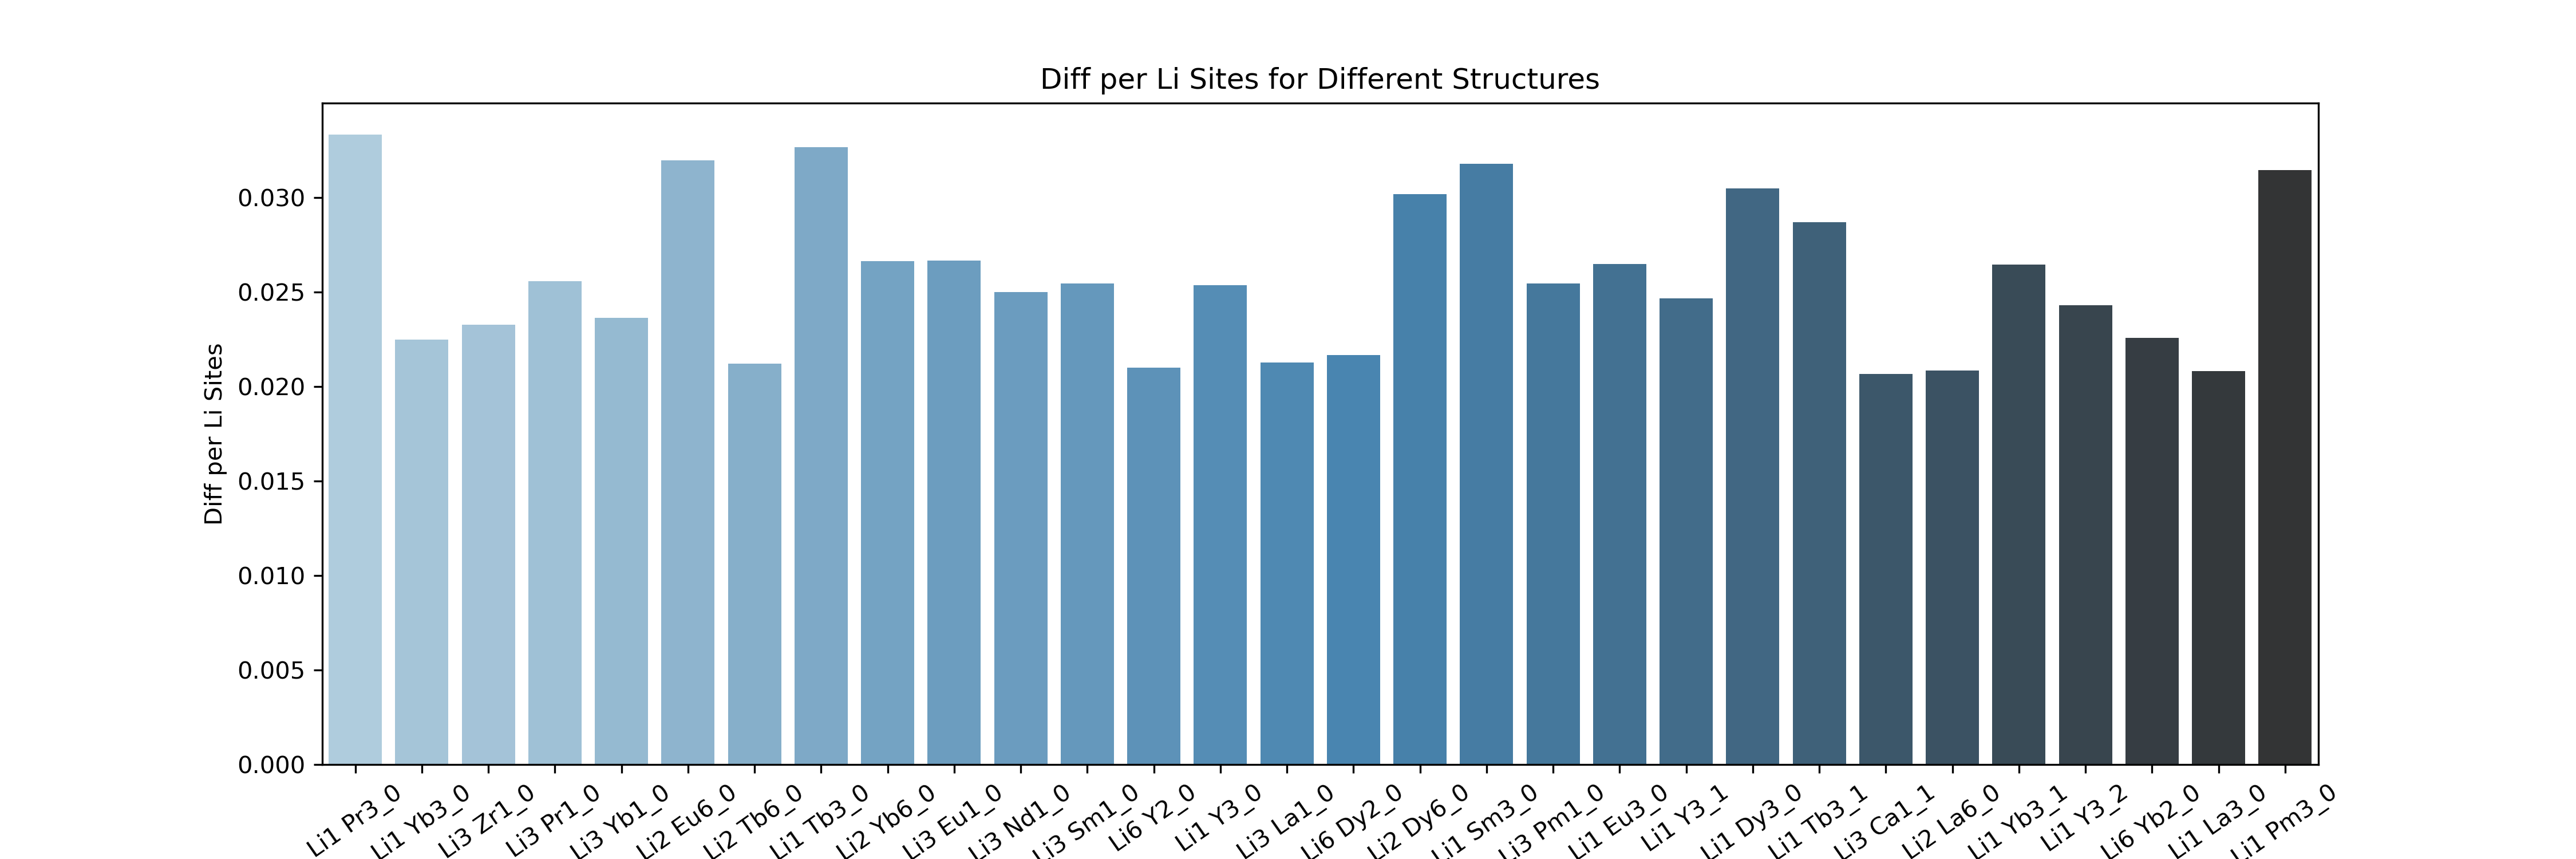 Diff per Li Sites for Different Structures
Diff per Li Sites
0.030
0.025
0.020
0.015
0.010
0.005
0.000
Li1 Pr3_0
Li1 Yb3_0
Li3 Zr1_0
Li3 Pr1_0
Li3 Yb1_0
Li2 Eu6_0
Li2 Tb6_0
Li1 Tb3_0
Li2 Yb6_0
Li3 Eu1_0
Li3 Nd1_0
Li3 Sm1_0
Li6 Y2_0
Li1 Y3_0
Li3 La1_0
Li6 Dy2_0
Li2 Dy6_0
Li1 Sm3_0
Li3 Pm1_0
Li1 Eu3_0
Li1 Y3_1
Li1 Dy3_0
Li1 Tb3_1
Li3 Ca1_1
Li2 La6_0
Li1 Yb3_1
Li1 Y3_2
Li6 Yb2_0
Li1 La3_0
Li1 Pm3_0